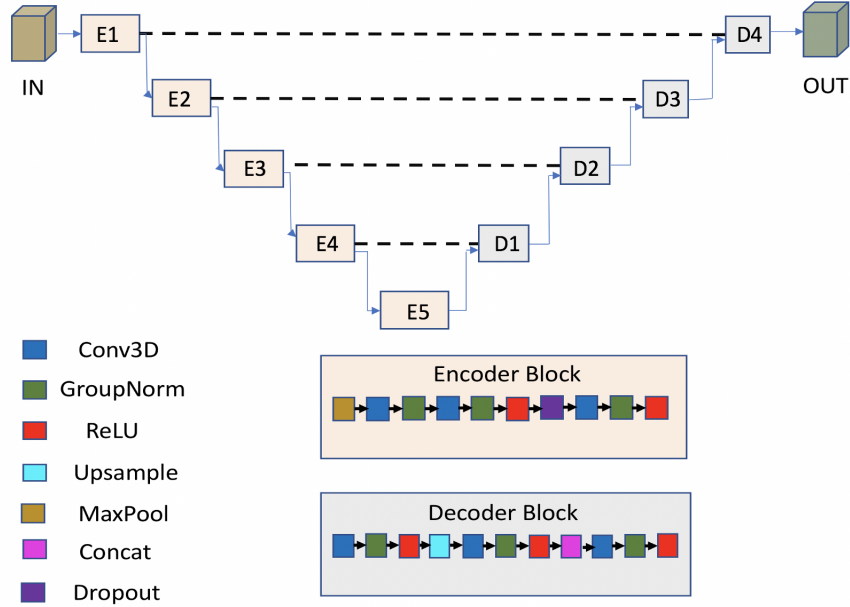 E1
D4
IN
OUT
E2
D3
E3
D2
E4
D1
E5
Conv3D
GroupNorm
ReLU
Upsample
MaxPool
Concat
Dropout
Encoder Block
Decoder Block